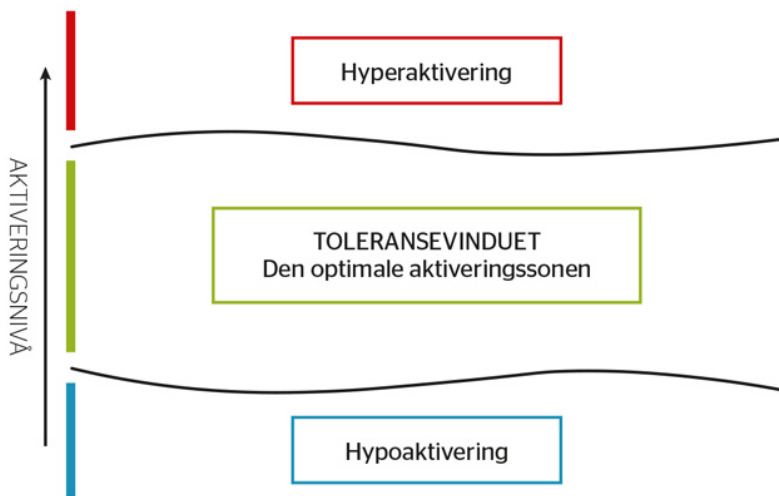 Hyperaktivering
AKTIVERINGSNIVÅ
TOLERANSEVINDUET
Den optimale aktiveringssonen
Hypoaktivering